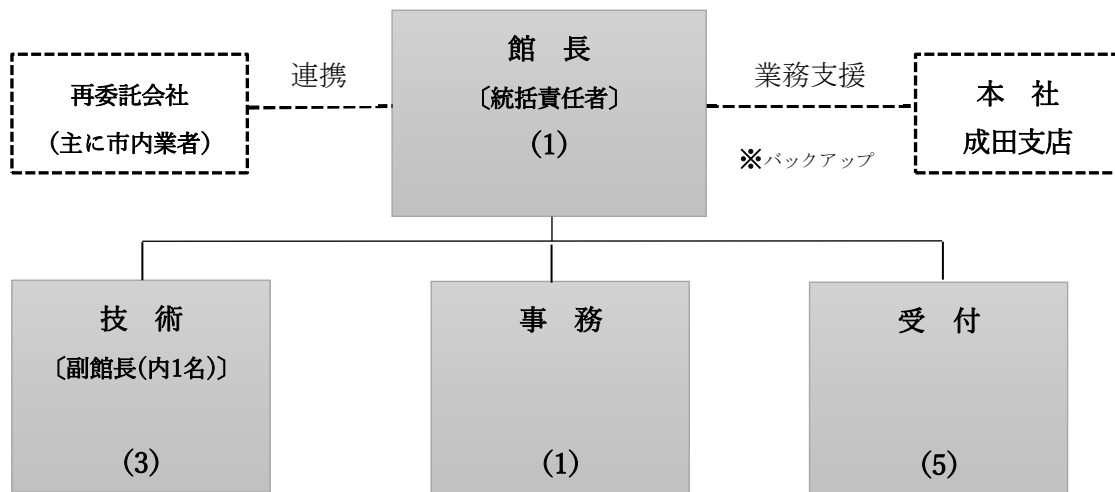 館　長
〔統括責任者〕
(1)
再委託会社
(主に市内業者)
連携
業務支援
※バックアップ
本　社
成田支店
技　術
〔副館長(内1名)〕
(3)
事　務
(1)
受　付
(5)